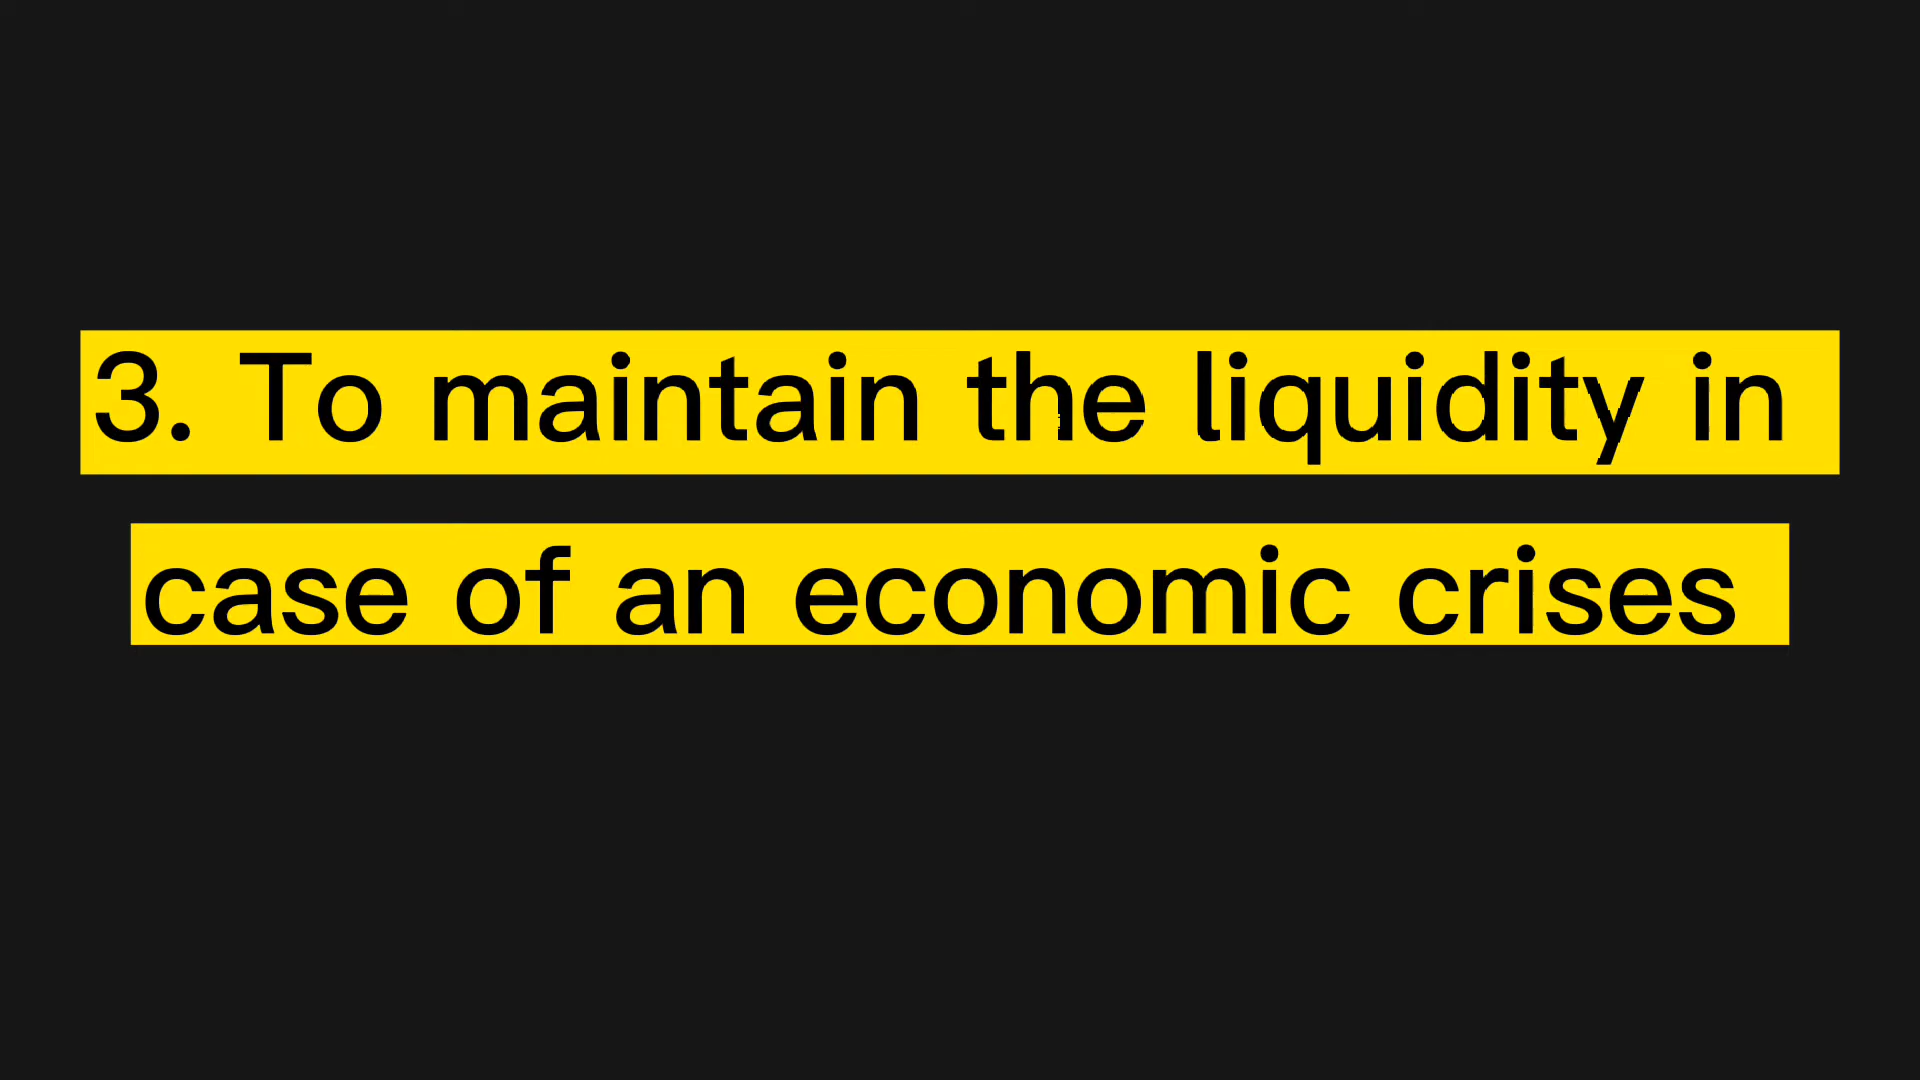 3. To maintain the liquidity in
case of an economic crises